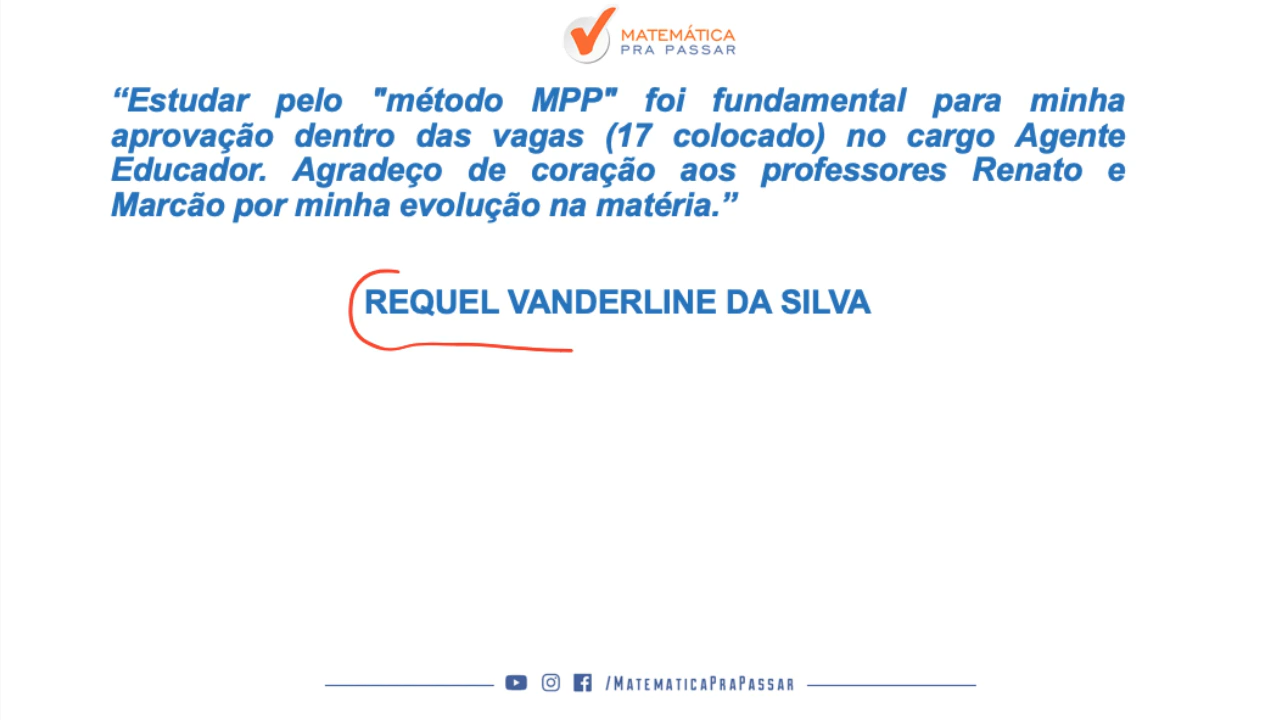 MATEMÁTICA
PRA PASSAR
“Estudar pelo "método MPP" foi fundamental para minha
aprovação dentro das vagas (17 colocado) no cargo Agente
Educador. Agradeço de coração aos professores Renato e
Marcão por minha evolução na matéria.”
REQUEL VANDERLINE DA SILVA
/MATEMATICAPRAPASSAR